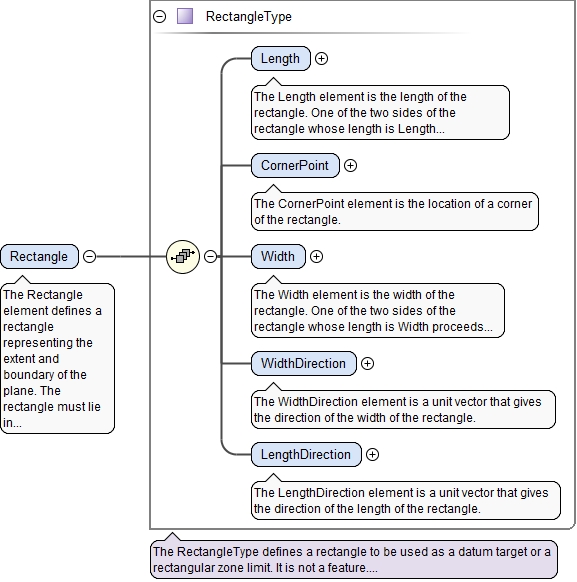 RectangleType
Length
The Length element is the length of the
rectangle. One of the two sides of the
rectangle whose length is Length...
CornerPoint
The CornerPoint element is the location of a corner
of the rectangle.
Rectangle
The Rectangle
element defines a
rectangle
representing the
extent and
boundary of the
plane. The
rectangle must lie
in...
Width
The Width element is the width of the
rectangle. One of the two sides of the
rectangle whose length is Width proceeds...
WidthDirection
The WidthDirection element is a unit vector that gives
the direction of the width of the rectangle.
LengthDirection
The LengthDirection element is a unit vector that gives
the direction of the length of the rectangle.
The RectangleType defines a rectangle to be used as a datum target or a
rectangular zone limit. It is not a feature....